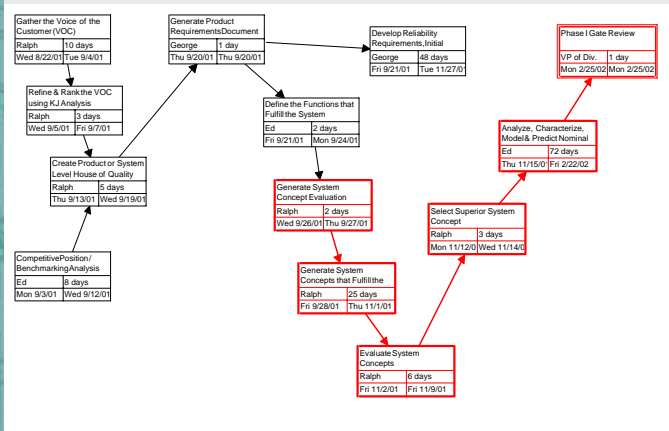 Gather the Voice of the
Customer (VOC)
Ralph 10 days
Wed 8/22/01 Tue 9/4/01
Generate Product
Requirements Document
George 1 day
Thu 9/20/01 Thu 9/20/01
Develop Reliability
Requirements, Initial
George 48 days
Fri 9/21/01 Tue 11/27/01
Phase I Gate Review
VP of Div. 1 day
Mon 2/25/02 Mon 2/25/02
Refine & Rank the VOC
using KJ Analysis
Ralph 3 days
Wed 9/5/01 Fri 9/7/01
Define the Functions that
Fulfill the System
Ed 2 days
Fri 9/21/01 Mon 9/24/01
Analyze, Characterize,
Model & Predict Nominal
Ed 72 days
Thu 11/15/0 Fri 2/22/02
Create Product or System
Level House of Quality
Ralph 5 days
Thu 9/13/01 Wed 9/19/01
Generate System
Concept Evaluation
Ralph 2 days
Wed 9/26/01 Thu 9/27/01
Select Superior System
Concept
Ralph 3 days
Mon 11/12/0 Wed 11/14/0
Competitive Position /
Benchmarking Analysis
Ed 8 days
Mon 9/3/01 Wed 9/12/01
Generate System
Concepts that Fulfill the
Ralph 25 days
Fri 9/28/01 Thu 11/1/01
Evaluate System
Concepts
Ralph 6 days
Fri 11/2/01 Fri 11/9/01